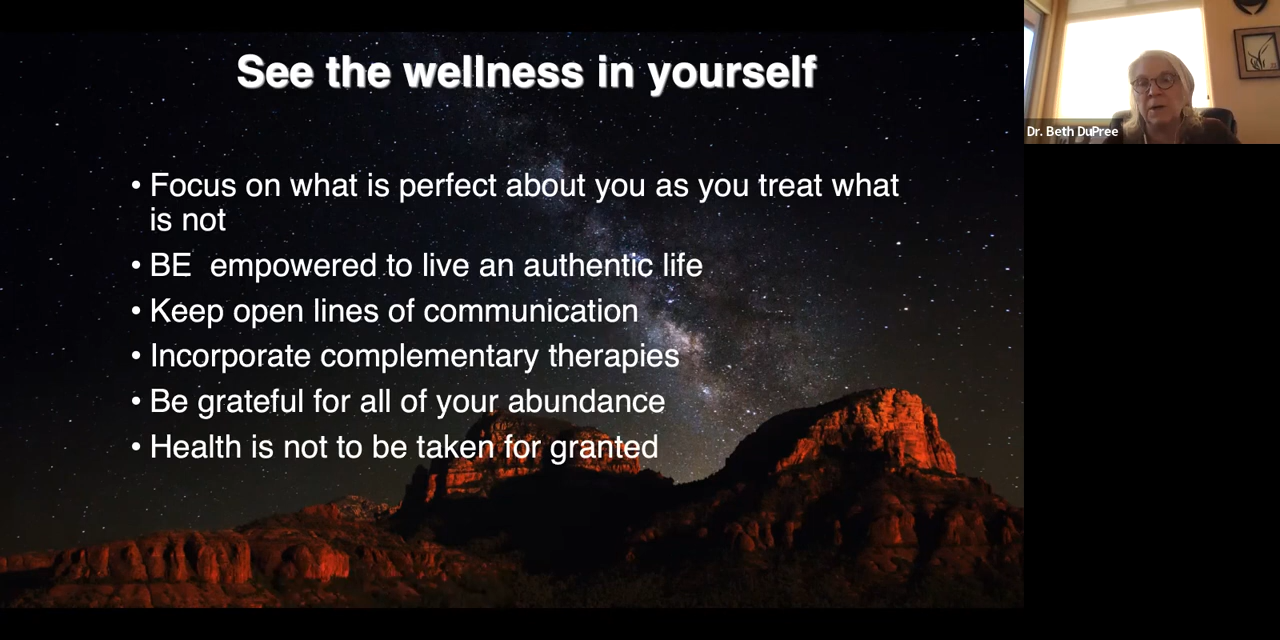 See the wellness in yourself
• Focus on what is perfect about you as you treat what
is not
• BE  empowered to live an authentic life
• Keep open lines of communication
• Incorporate complementary therapies
• Be grateful for all of your abundance
• Health is not to be taken for granted
Dr. Beth DuPree